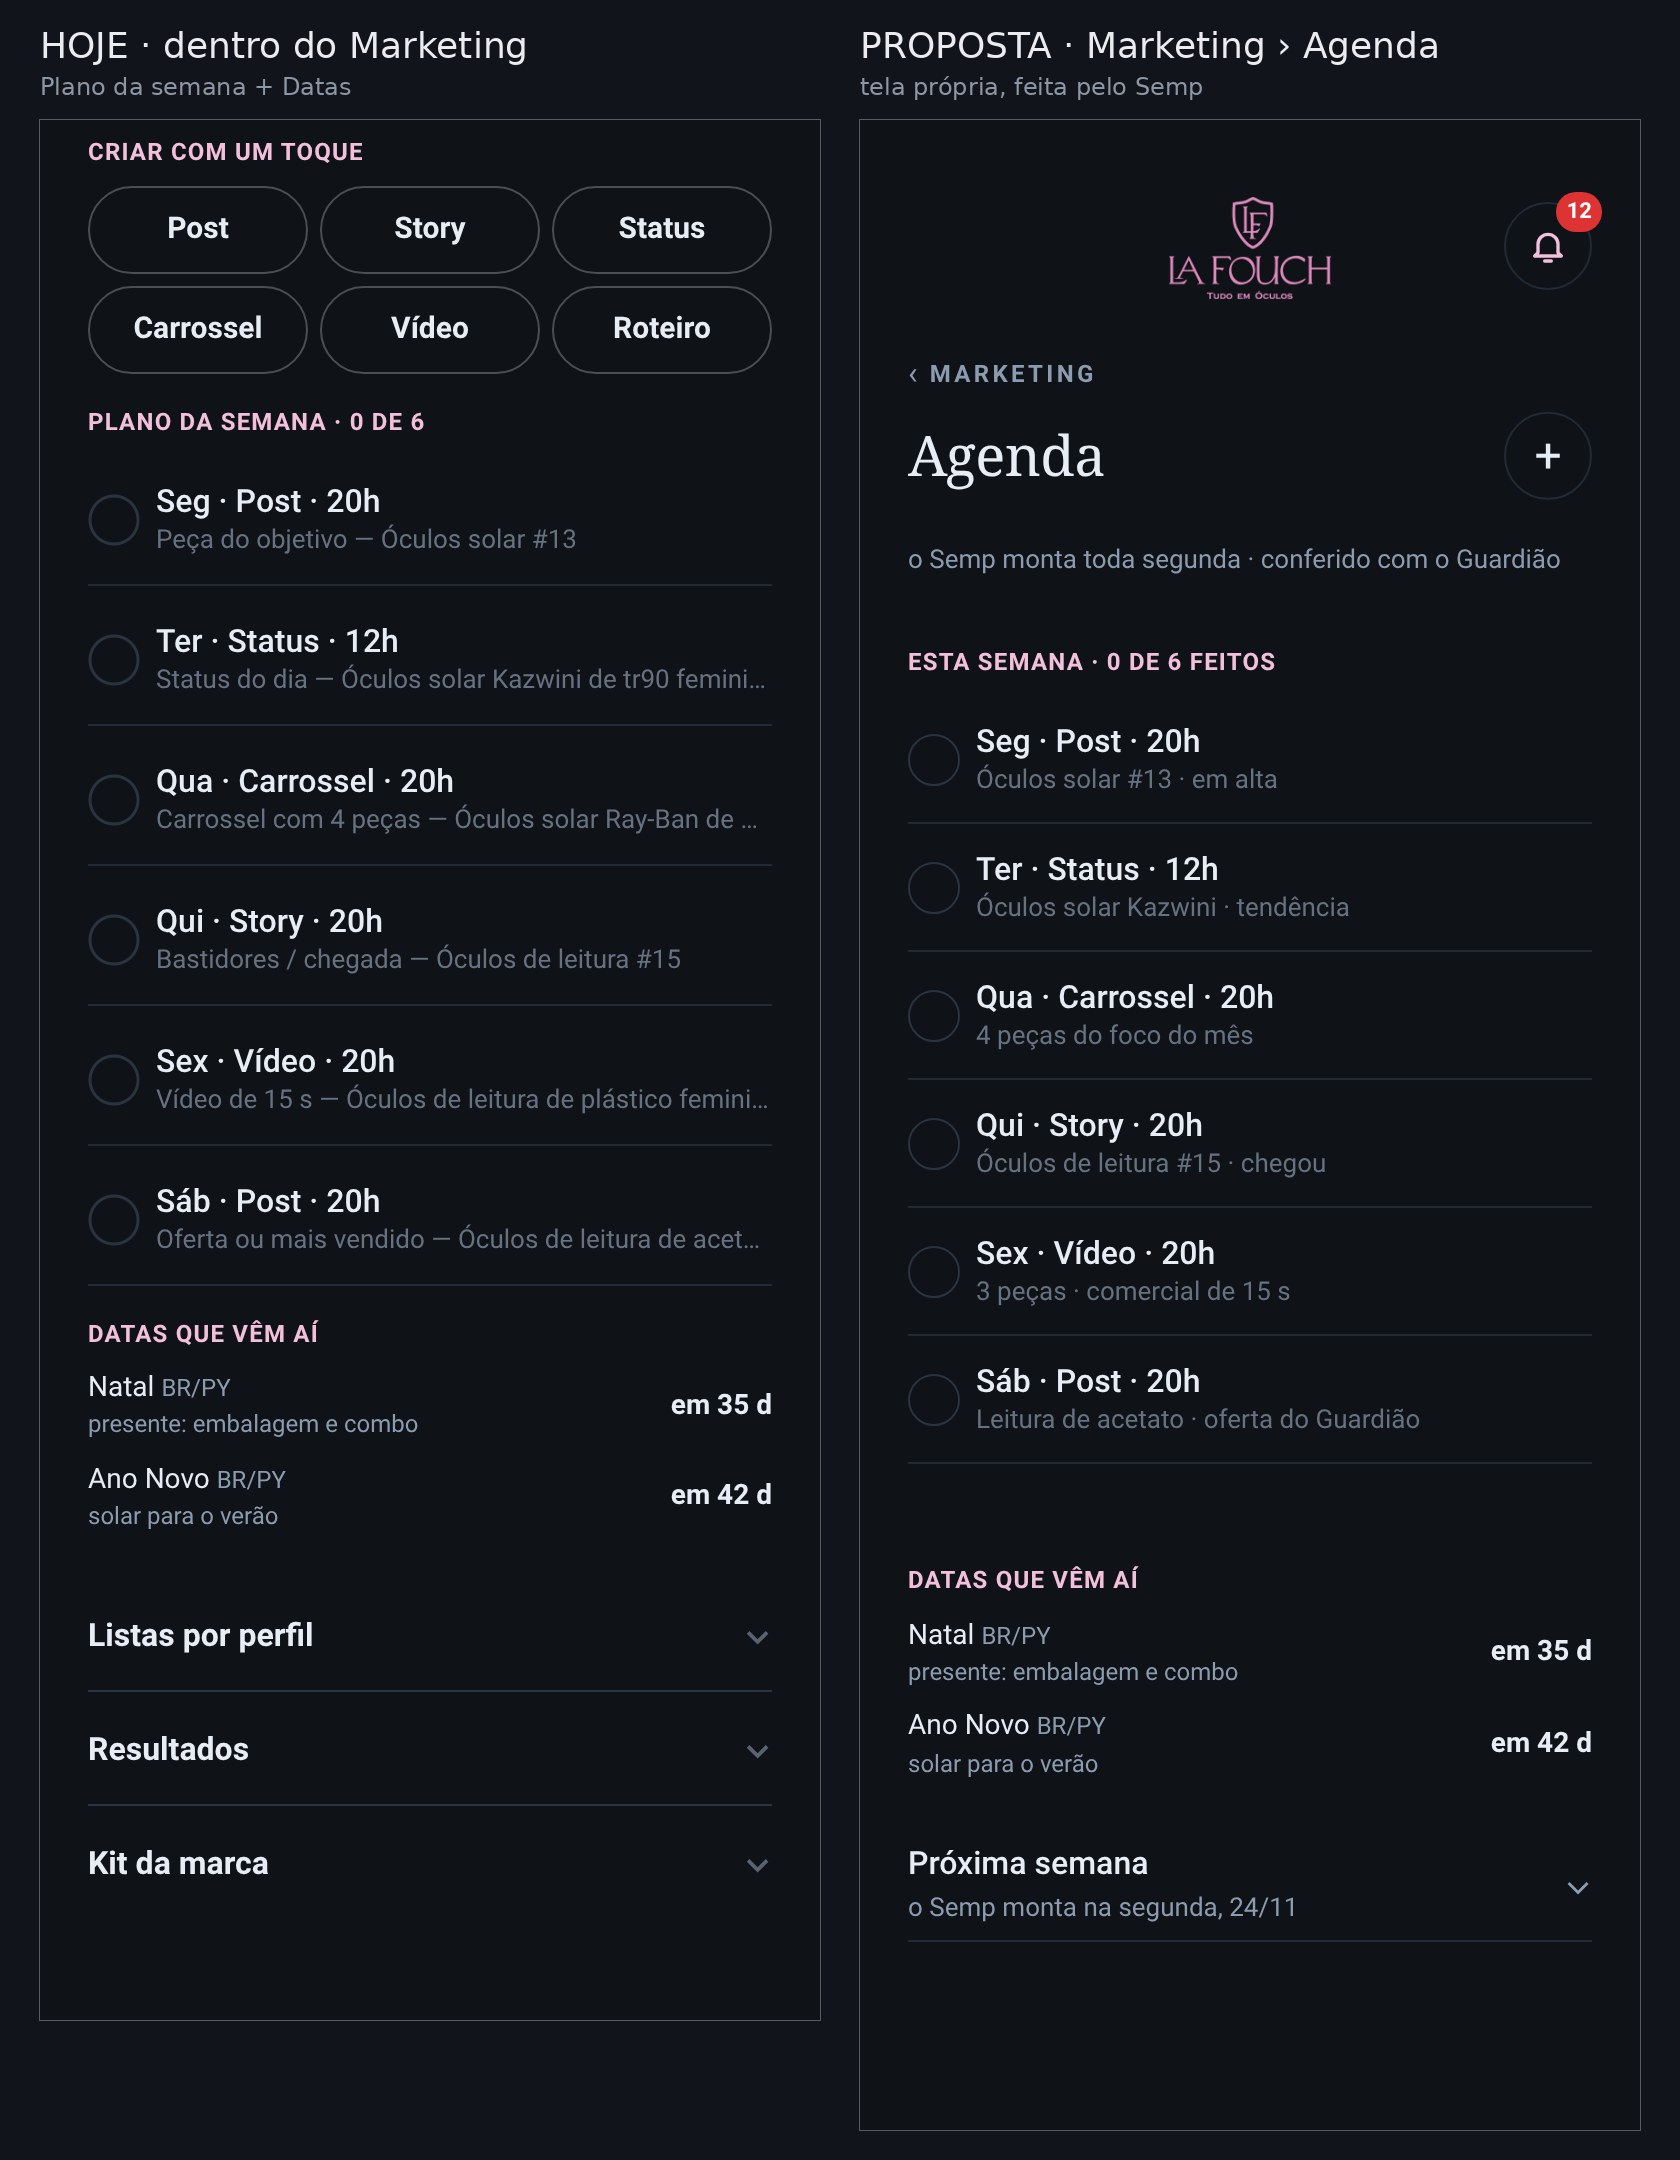 HOJE · dentro do Marketing
Plano da semana + Datas
CRIAR COM UM TOQUE
Post
Story
Status
Carrossel
Vídeo
Roteiro
PLANO DA SEMANA · 0 DE 6
Seg · Post · 20h
Peça do objetivo — Óculos solar #13
Ter · Status · 12h
Status do dia — Óculos solar Kazwini de tr90 femini...
Qua · Carrossel · 20h
Carrossel com 4 peças — Óculos solar Ray-Ban de ...
Qui · Story · 20h
Bastidores / chegada — Óculos de leitura #15
Sex · Vídeo · 20h
Vídeo de 15 s — Óculos de leitura de plástico femini...
Sáb · Post · 20h
Oferta ou mais vendido — Óculos de leitura de acet...
DATAS QUE VÊM AÍ
Natal BR/PY
presente: embalagem e combo
em 35 d
Ano Novo BR/PY
solar para o verão
em 42 d
Listas por perfil
Resultados
Kit da marca
PROPOSTA · Marketing › Agenda
tela própria, feita pelo Semp
LF
LA FOUCH
TUDO EM ÓCULOS
12
‹ MARKETING
Agenda
+
o Semp monta toda segunda · conferido com o Guardião
ESTA SEMANA · 0 DE 6 FEITOS
Seg · Post · 20h
Óculos solar #13 · em alta
Ter · Status · 12h
Óculos solar Kazwini · tendência
Qua · Carrossel · 20h
4 peças do foco do mês
Qui · Story · 20h
Óculos de leitura #15 · chegou
Sex · Vídeo · 20h
3 peças · comercial de 15 s
Sáb · Post · 20h
Leitura de acetato · oferta do Guardião
DATAS QUE VÊM AÍ
Natal BR/PY
presente: embalagem e combo
em 35 d
Ano Novo BR/PY
solar para o verão
em 42 d
Próxima semana
o Semp monta na segunda, 24/11